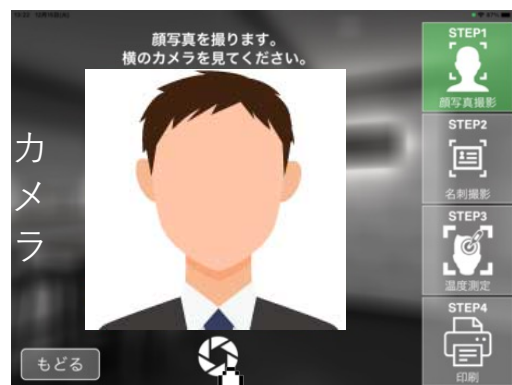 顔写真を撮ります。
横のカメラを見てください。
カメラ
もどる
STEP1
顔写真撮影
STEP2
名刺撮影
STEP3
温度測定
STEP4
印刷